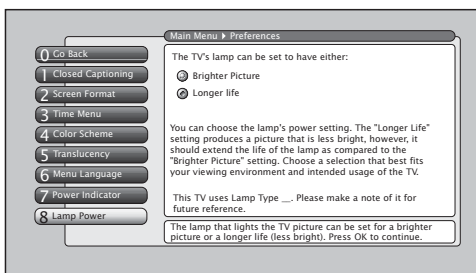 Main Menu ▶ Preferences
0 Go Back
1 Closed Captioning
2 Screen Format
3 Time Menu
4 Color Scheme
5 Translucency
6 Menu Language
7 Power Indicator
8 Lamp Power
The TV's lamp can be set to have either:
Brighter Picture
Longer life
You can choose the lamp's power setting. The "Longer Life"
setting produces a picture that is less bright, however, it
should extend the life of the lamp as compared to the
"Brighter Picture" setting. Choose a selection that best fits
your viewing environment and intended usage of the TV.
This TV uses Lamp Type __. Please make a note of it for
future reference.
The lamp that lights the TV picture can be set for a brighter
picture or a longer life (less bright). Press OK to continue.